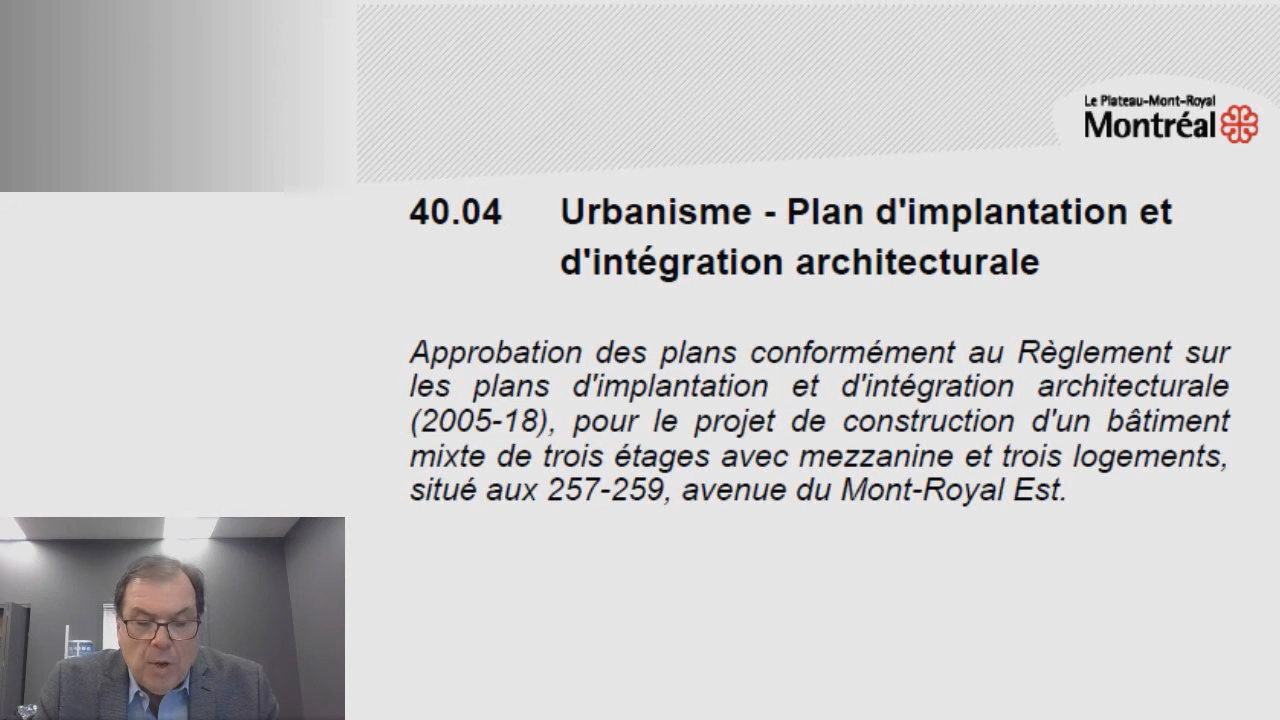 Le Plateau-Mont-Royal
Montréal
40.04 Urbanisme - Plan d'implantation et
d'intégration architecturale
Approbation des plans conformément au Règlement sur
les plans d'implantation et d'intégration architecturale
(2005-18), pour le projet de construction d'un bâtiment
mixte de trois étages avec mezzanine et trois logements,
situé aux 257-259, avenue du Mont-Royal Est.